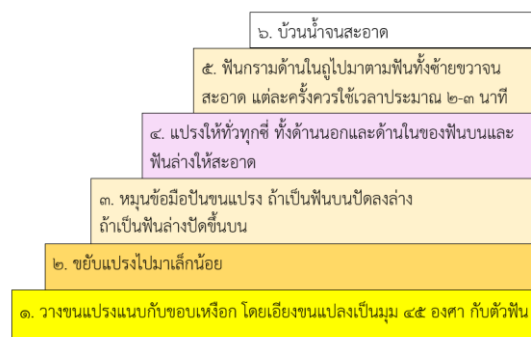 ๖. บ้วนน้ำจนสะอาด
๕. ฟันกรามด้านในถูไปมาตามฟันทั้งซ้ายขวาจน
สะอาด แต่ละครั้งควรใช้เวลาประมาณ ๒-๓ นาที
๔. แปรงให้ทั่วทุกซี่ ทั้งด้านนอกและด้านในของฟันบนและ
ฟันล่างให้สะอาด
๓. หมุนข้อมือปันขนแปรง ถ้าเป็นฟันบนปัดลงล่าง
ถ้าเป็นฟันล่างปัดขึ้นบน
๒. ขยับแปรงไปมาเล็กน้อย
๑. วางขนแปรงแนบกับขอบเหงือก โดยเอียงขนแปลงเป็นมุม ๔๕ องศา กับตัวฟัน